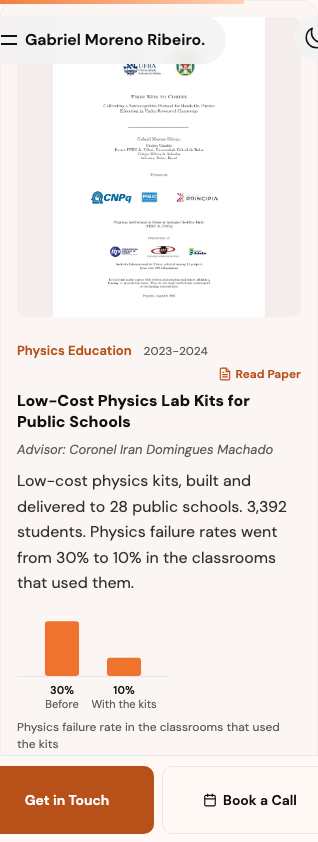 Gabriel Moreno Ribeiro.
UFBA
From Kits to Cortex
Calibrating a Neurocognitive Protocol for Hands-On Physics
Education in Under-Resourced Classrooms
Gabriel Moreno Ribeiro
CNPq
PIBIC
PRINCIPIA
Physics Education 2023–2024
Read Paper
Low-Cost Physics Lab Kits for
Public Schools
Advisor: Coronel Iran Domingues Machado
Low-cost physics kits, built and
delivered to 28 public schools. 3,392
students. Physics failure rates went
from 30% to 10% in the classrooms
that used them.
30% 10%
Before With the kits
Physics failure rate in the classrooms that used
the kits
Get in Touch
Book a Call